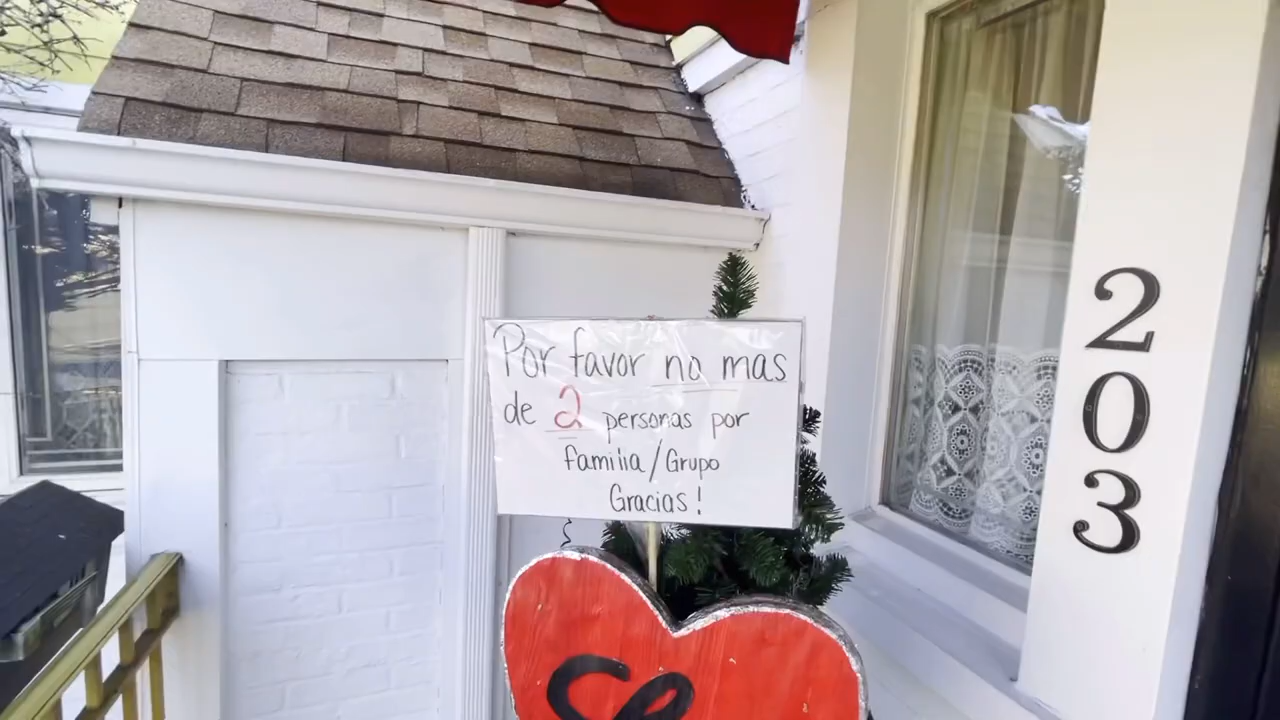 Por favor no mas
de 2 personas por
familia/Grupo
Gracias!
203